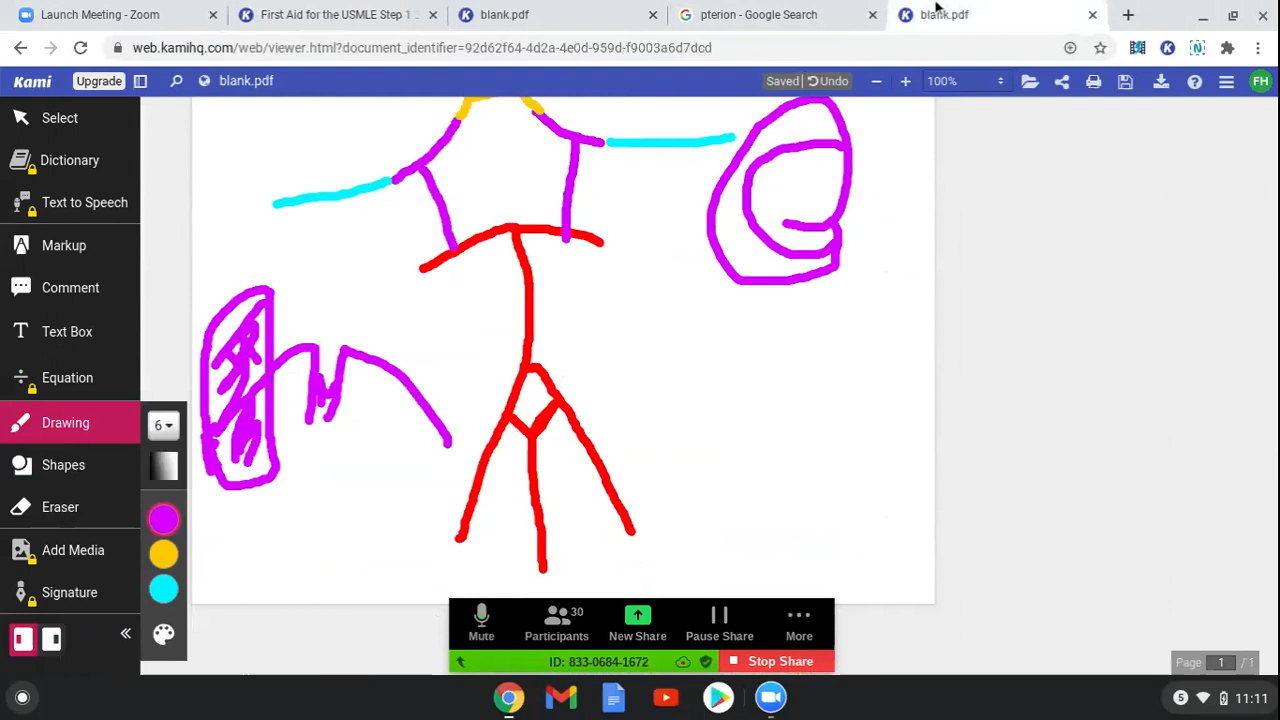 Launch Meeting - Zoom
First Aid for the USMLE Step 1
blank.pdf
pterion - Google Search
blank.pdf
web.kamihq.com/web/viewer.html?document_identifier=92d62f64-4d2a-4e0d-959d-f9003a6d7dcd
Kami Upgrade blank.pdf Saved Undo 100% FH
Select
Dictionary
Text to Speech
Markup
Comment
Text Box
Equation
Drawing
6
Shapes
Eraser
Add Media
Signature
30
Mute Participants New Share Pause Share More
ID: 833-0684-1672 Stop Share
Page 1 / 1
5 11:11